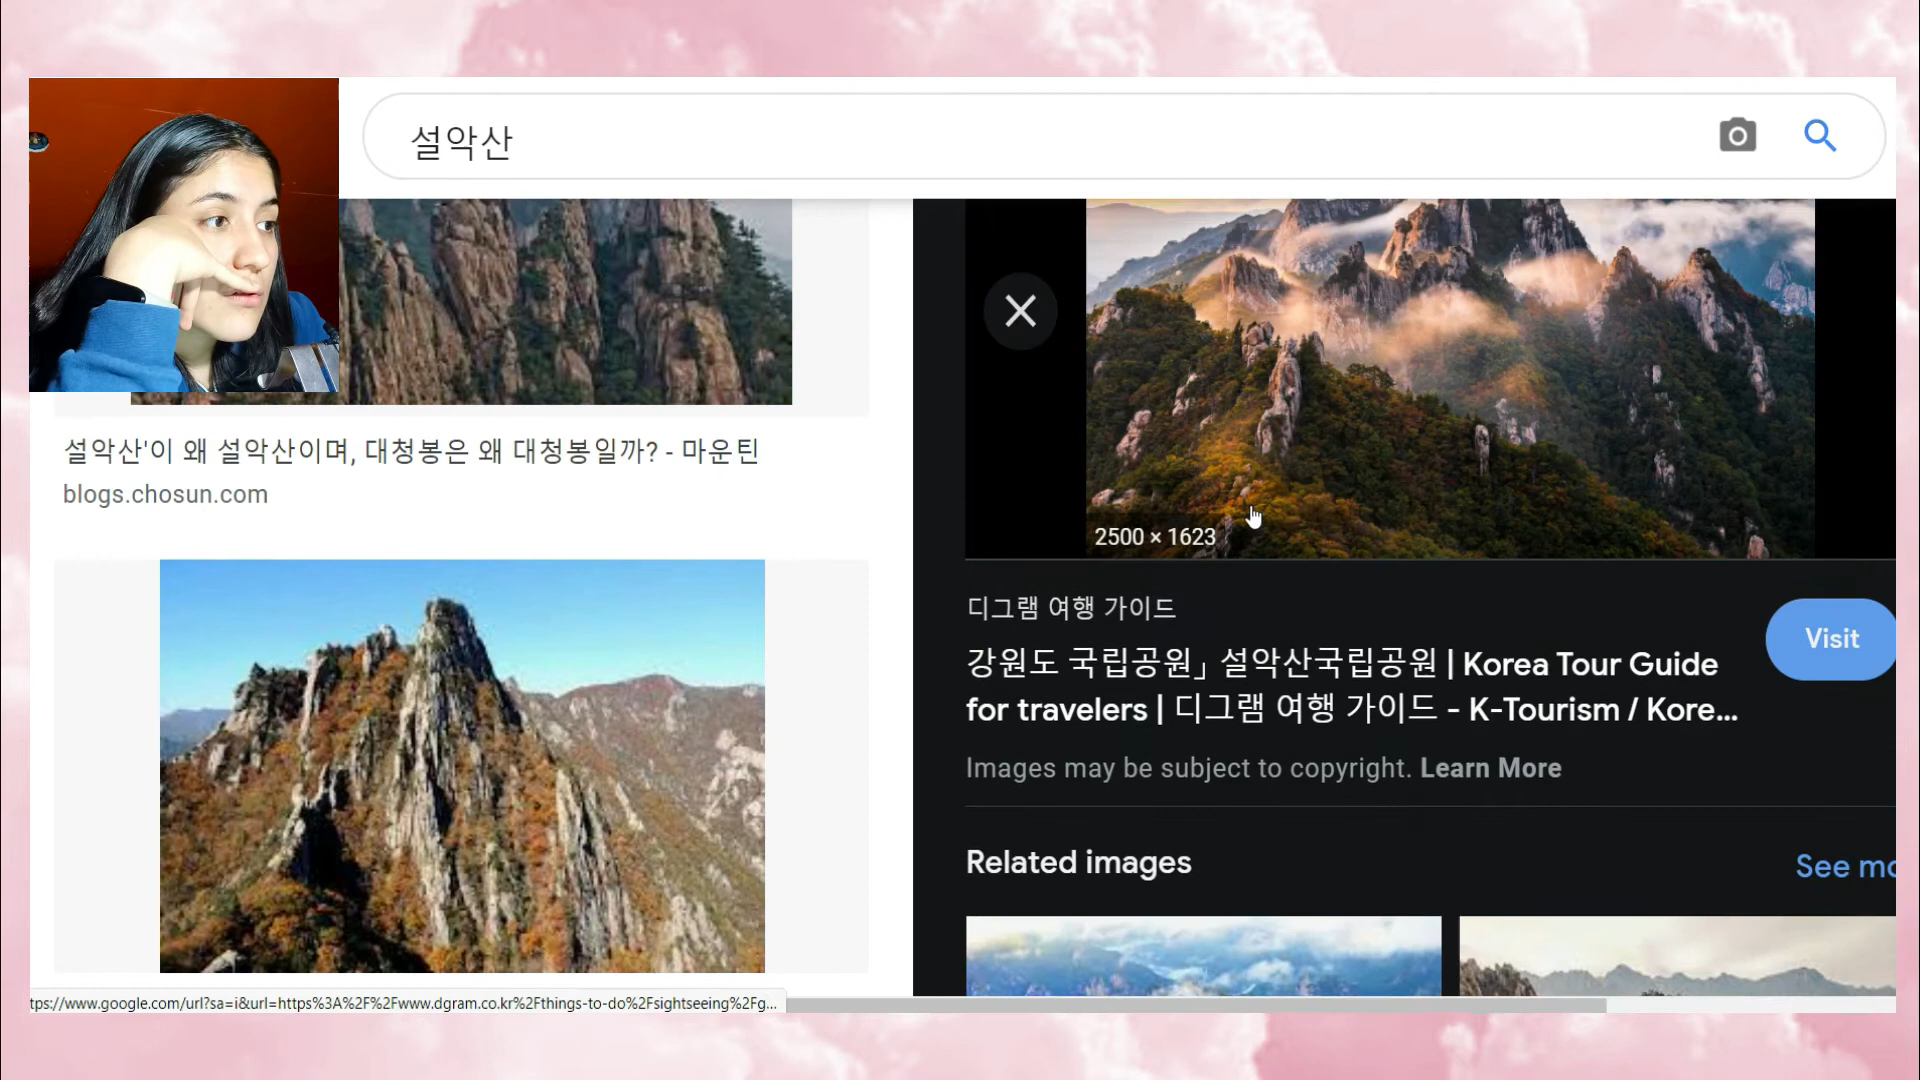 설악산
설악산'이 왜 설악산이며, 대청봉은 왜 대청봉일까? - 마운틴
blogs.chosun.com
2500 × 1623
디그램 여행 가이드
강원도 국립공원」 설악산국립공원 | Korea Tour Guide
for travelers | 디그램 여행 가이드 - K-Tourism / Kore...
Visit
Images may be subject to copyright. Learn More
Related images
See mo
tps://www.google.com/url?sa=i&url=https%3A%2F%2Fwww.dgram.co.kr%2Fthings-to-do%2Fsightseeing%2Fg...